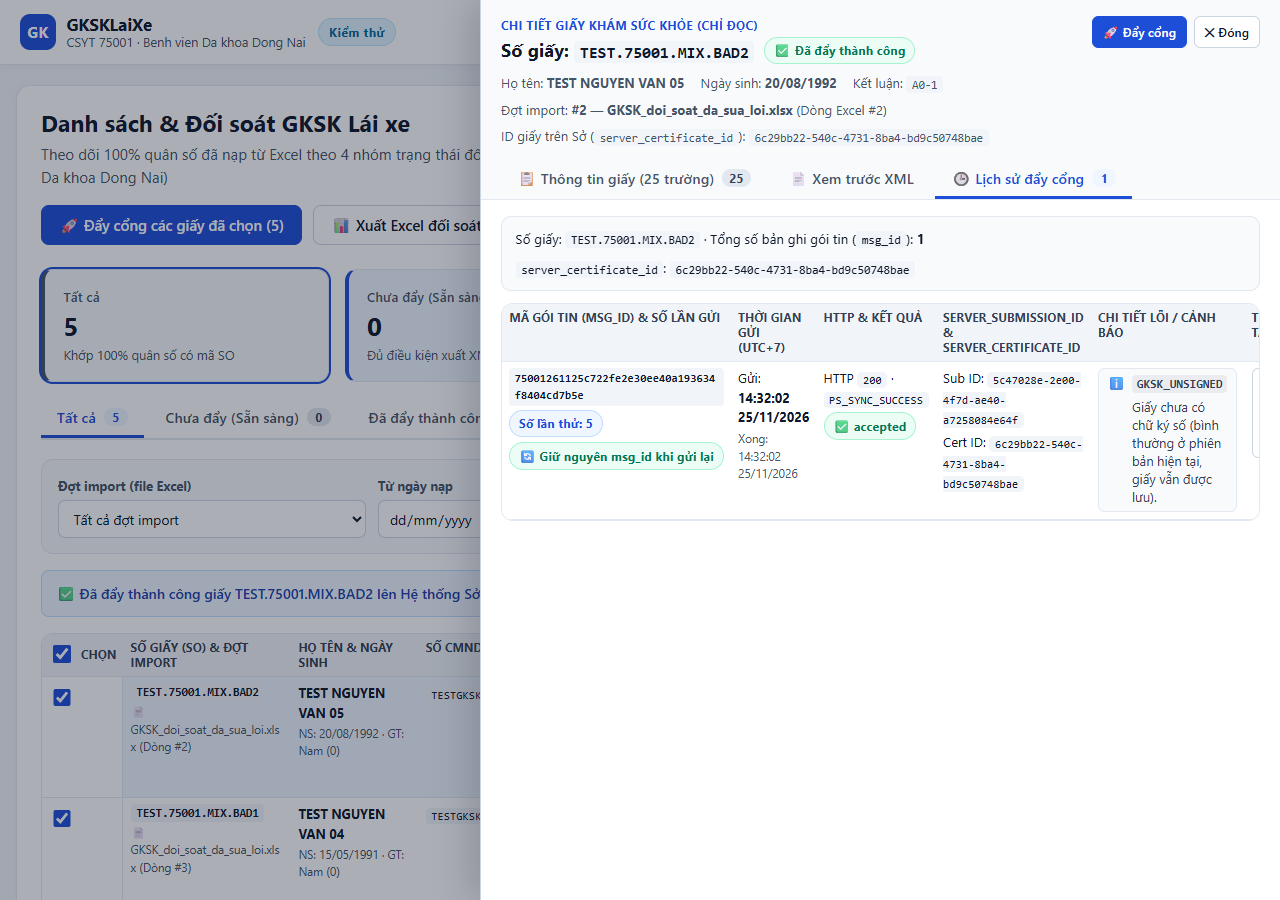 GK
GKSKLaiXe
CSYT 75001 · Benh vien Da khoa Dong Nai
Kiểm thử
Danh sách & Đối soát GKSK Lái xe
Theo dõi 100% quân số đã nạp từ Excel theo 4 nhóm trạng thái đố
Da khoa Dong Nai)
Đẩy cổng các giấy đã chọn (5)
Xuất Excel đối soát
Tất cả
5
Khớp 100% quân số có mã SO
Chưa đẩy (Sẵn sàng
0
Đủ điều kiện xuất XM
Tất cả 5
Chưa đẩy (Sẵn sàng) 0
Đã đẩy thành côn
Đợt import (file Excel)
Từ ngày nạp
Tất cả đợt import
dd/mm/yyyy
Đã đẩy thành công giấy TEST.75001.MIX.BAD2 lên Hệ thống Sở
CHỌN
SỐ GIẤY (SO) & ĐỢT
IMPORT
HỌ TÊN & NGÀY
SINH
SỐ CMND
TEST.75001.MIX.BAD2
GKSK_doi_soat_da_sua_loi.xls
x (Dòng #2)
TEST NGUYEN
VAN 05
NS: 20/08/1992 · GT:
Nam (0)
TESTGKSK
TEST.75001.MIX.BAD1
GKSK_doi_soat_da_sua_loi.xls
x (Dòng #3)
TEST NGUYEN
VAN 04
NS: 15/05/1991 · GT:
Nam (0)
TESTGKSK
CHI TIẾT GIẤY KHÁM SỨC KHỎE (CHỈ ĐỌC)
Số giấy: TEST.75001.MIX.BAD2
Đã đẩy thành công
Đẩy cổng
✕ Đóng
Họ tên: TEST NGUYEN VAN 05 Ngày sinh: 20/08/1992 Kết luận: A0-1
Đợt import: #2 — GKSK_doi_soat_da_sua_loi.xlsx (Dòng Excel #2)
ID giấy trên Sở ( server_certificate_id ): 6c29bb22-540c-4731-8ba4-bd9c50748bae
Thông tin giấy (25 trường) 25
Xem trước XML
Lịch sử đẩy cổng 1
Số giấy: TEST.75001.MIX.BAD2 · Tổng số bản ghi gói tin ( msg_id ): 1
server_certificate_id : 6c29bb22-540c-4731-8ba4-bd9c50748bae
MÃ GÓI TIN (MSG_ID) & SỐ LẦN GỬI
THỜI GIAN
GỬI
(UTC+7)
HTTP & KẾT QUẢ
SERVER_SUBMISSION_ID
&
SERVER_CERTIFICATE_ID
CHI TIẾT LỖI / CẢNH
BÁO
75001261125c722fe2e30ee40a193634
f8404cd7b5e
Số lần thử: 5
Giữ nguyên msg_id khi gửi lại
Gửi:
14:32:02
25/11/2026
Xong:
14:32:02
25/11/2026
HTTP 200 ·
PS_SYNC_SUCCESS
accepted
Sub ID: 5c47028e-2e00-
4f7d-ae40-
a7258084e64f
Cert ID: 6c29bb22-540c-
4731-8ba4-
bd9c50748bae
GKSK_UNSIGNED
Giấy chưa có
chữ ký số (bình
thường ở phiên
bản hiện tại,
giấy vẫn được
lưu).